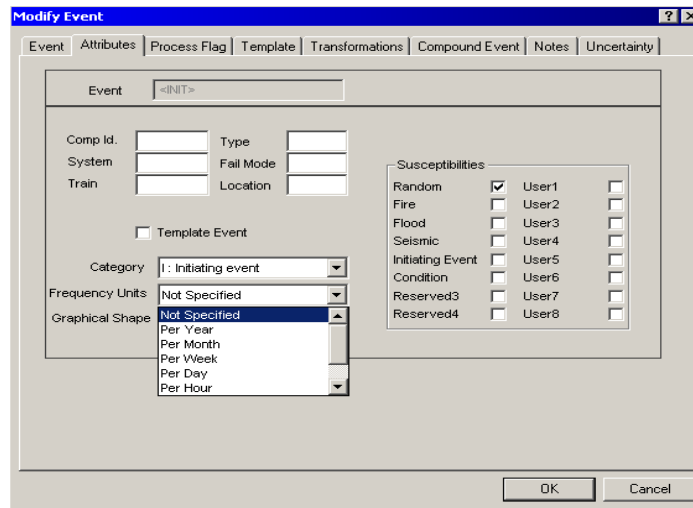 Modify Event
Event Attributes Process Flag Template Transformations Compound Event Notes Uncertainty
Event <INIT>
Comp Id. Type
System Fail Mode
Train Location
Template Event
Category I : Initiating event
Frequency Units Not Specified
Graphical Shape Not Specified
Per Year
Per Month
Per Week
Per Day
Per Hour
Susceptibilities
Random User1
Fire User2
Flood User3
Seismic User4
Initiating Event User5
Condition User6
Reserved3 User7
Reserved4 User8
OK Cancel